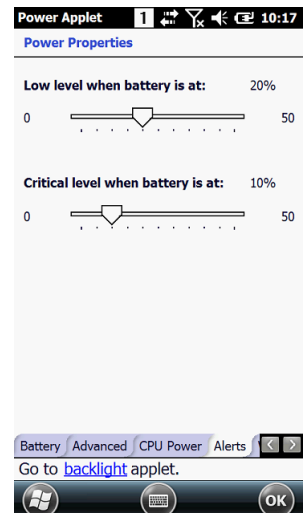 Power Applet 1 10:17
Power Properties
Low level when battery is at: 20%
0 50
Critical level when battery is at: 10%
0 50
Battery Advanced CPU Power Alerts
Go to backlight applet.
OK